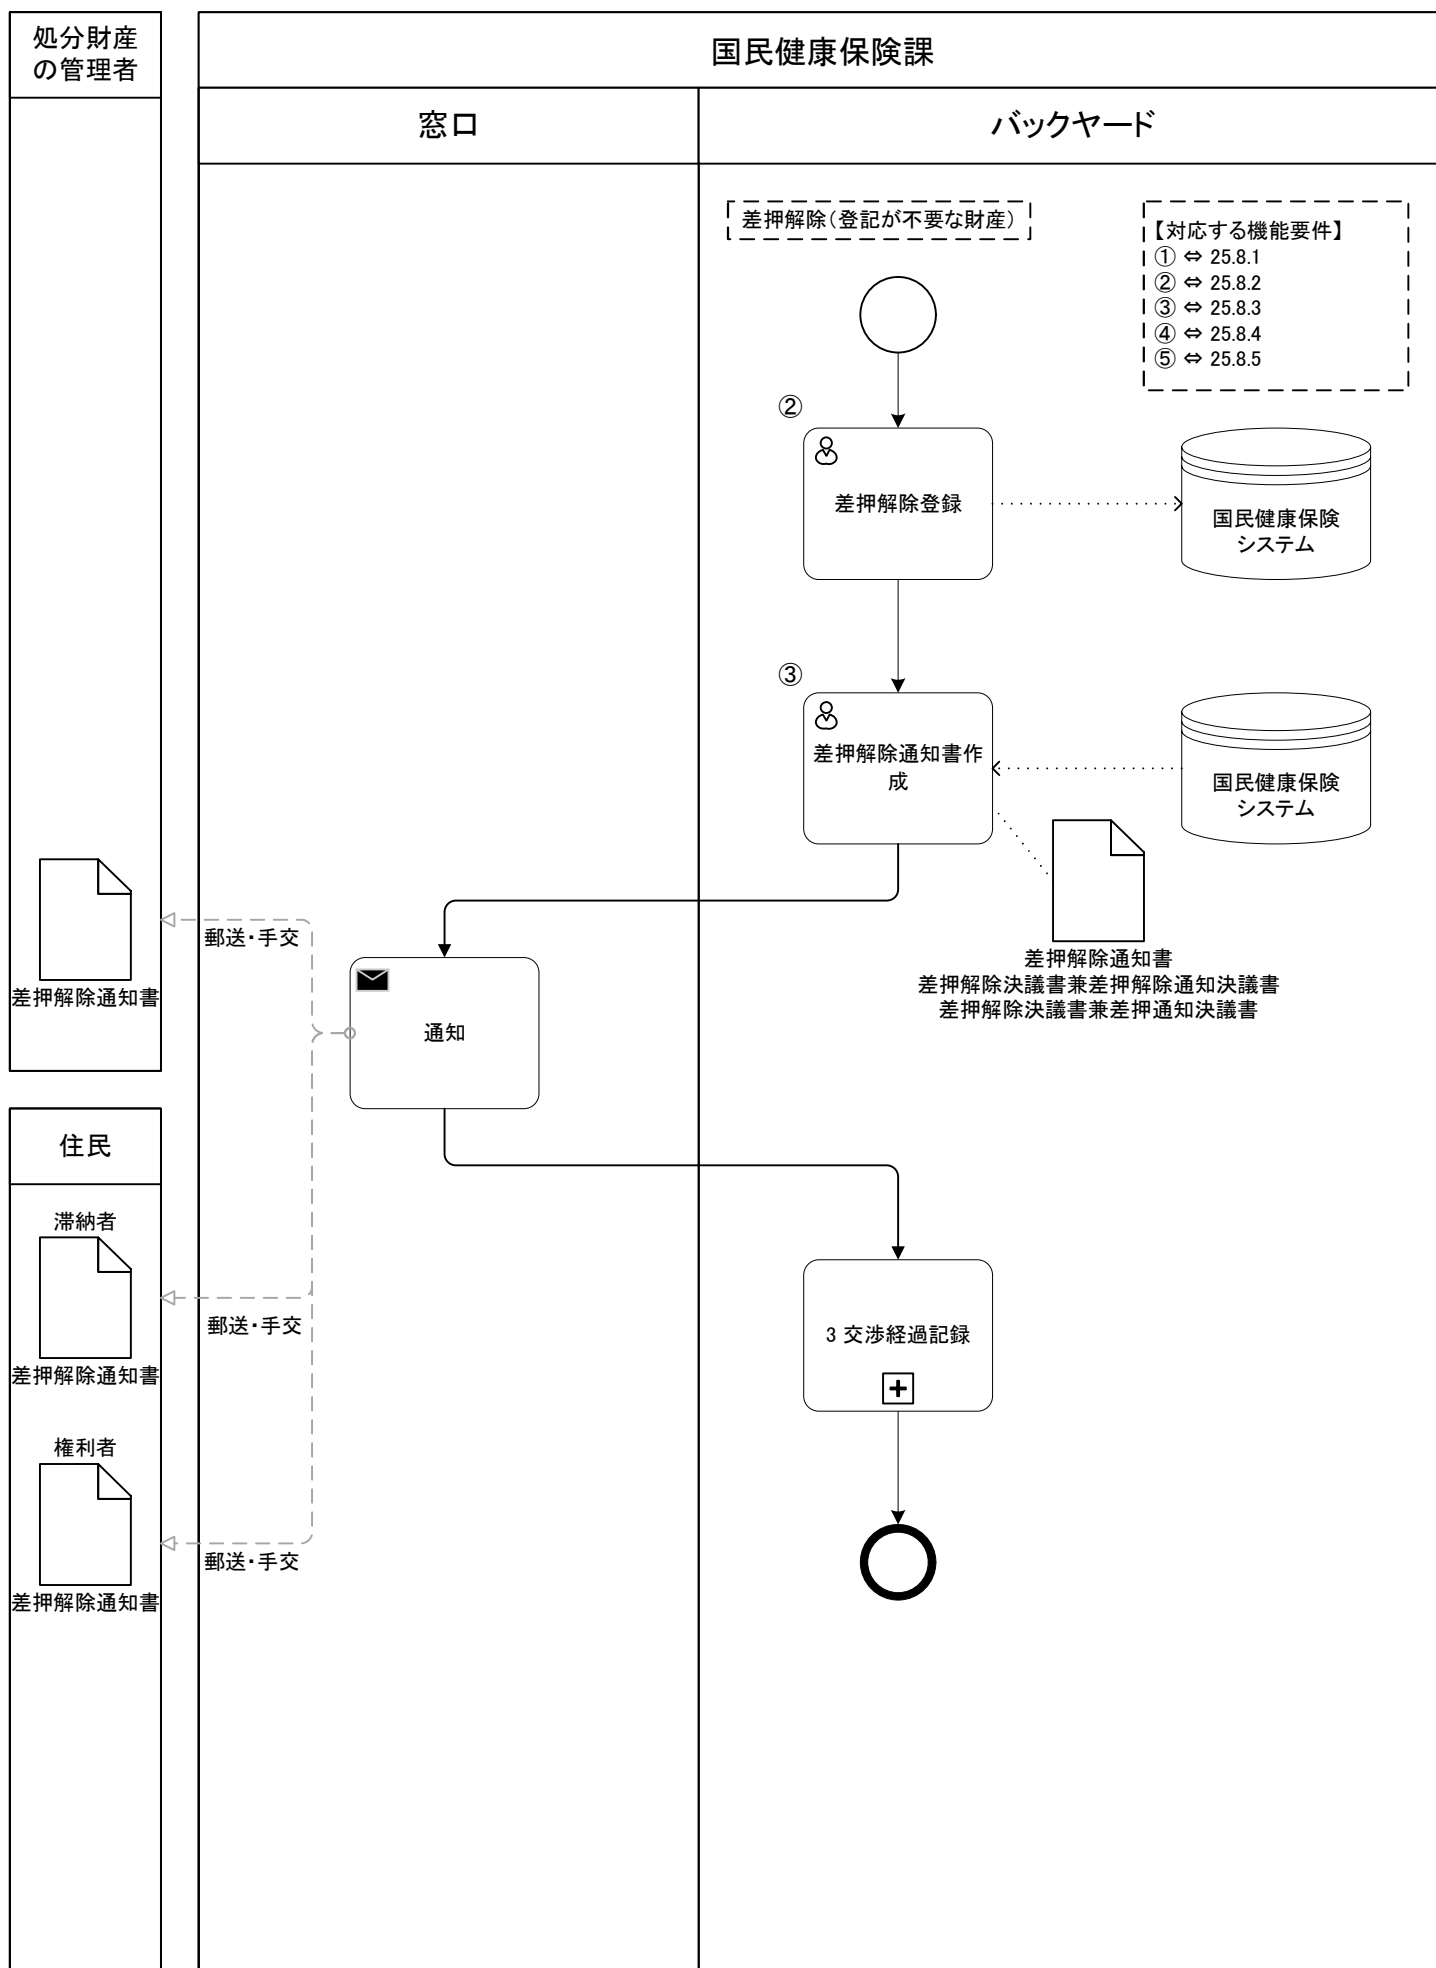 処分財産
の管理者
国民健康保険課
窓口
バックヤード
差押解除（登記が不要な財産）
【対応する機能要件】
① ⇔ 25.8.1
② ⇔ 25.8.2
③ ⇔ 25.8.3
④ ⇔ 25.8.4
⑤ ⇔ 25.8.5
②
差押解除登録
国民健康保険
システム
③
差押解除通知書作
成
国民健康保険
システム
差押解除通知書
差押解除決議書兼差押解除通知決議書
差押解除決議書兼差押通知決議書
郵送・手交
差押解除通知書
通知
住民
滞納者
郵送・手交
差押解除通知書
3 交渉経過記録
権利者
郵送・手交
差押解除通知書